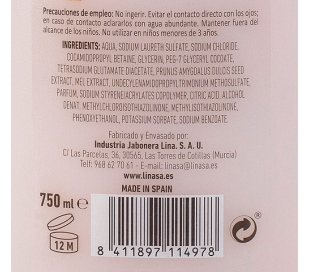 Precauciones de empleo: No ingerir. Evitar el contacto directo con los ojos;
en caso de contacto aclararlos con agua abundante. Mantener fuera del
alcance de los niños. No utilizar en niños menores de 3 años.
INGREDIENTS: AQUA, SODIUM LAURETH SULFATE, SODIUM CHLORIDE,
COCAMIDOPROPYL BETAINE, GLYCERIN, PEG-7 GLYCERYL COCOATE,
TETRASODIUM GLUTAMATE DIACETATE, PRUNUS AMYGDALUS DULCIS SEED
EXTRACT, MEL EXTRACT, UNDECYLENAMIDOPROPYLTRIMONIUM METHOSULFATE,
PARFUM, SODIUM STYRENE/ACRYLATES COPOLYMER, CITRIC ACID, ALCOHOL
DENAT. METHYLCHLOROISOTHIAZOLINONE, METHYLISOTHIAZOLINONE,
PHENOXYETHANOL, POTASSIUM SORBATE, SODIUM BENZOATE.
Fabricado y Envasado por:
Industria Jabonera Lina. S. A. U.
C/ Las Parcelas, 36, 30565, Las Torres de Cotillas (Murcia)
Telf. 968 62 70 61 - E-mail: linasa@linasa.es
www.linasa.es
MADE IN SPAIN
750 ml e
12 M
8 411897 114978